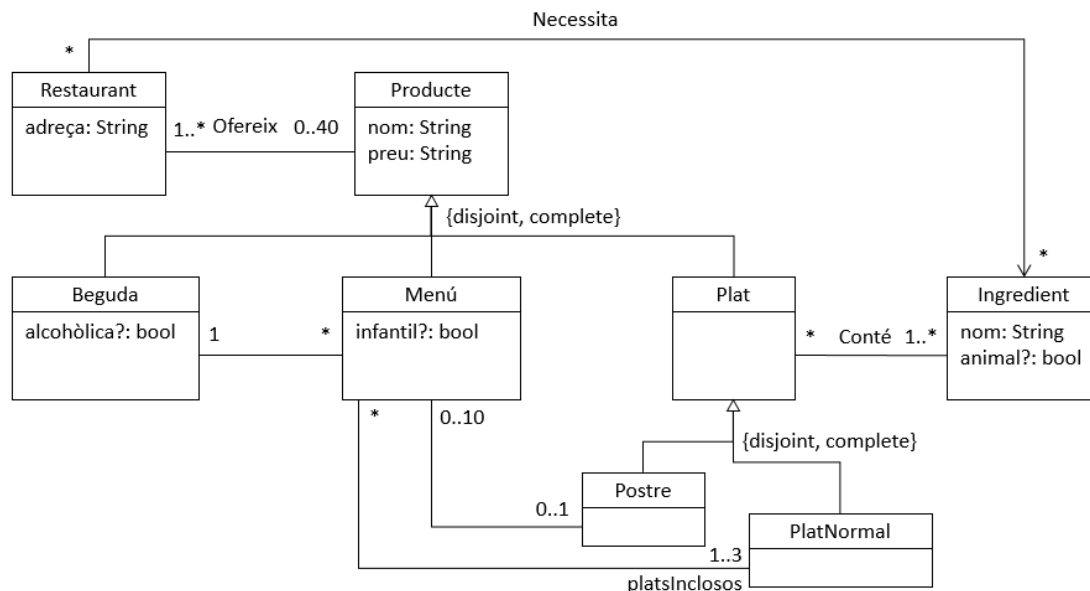 Necessita
*
Restaurant
adreça: String
1..* Ofereix 0..40
Producte
nom: String
preu: String
{disjoint, complete}
*
Beguda
alcohòlica?: bool
1
*
Menú
infantil?: bool
Plat
* Conté 1..*
Ingredient
nom: String
animal?: bool
*
0..10
{disjoint, complete}
Postre
0..1
PlatNormal
1..3
platsInclosos